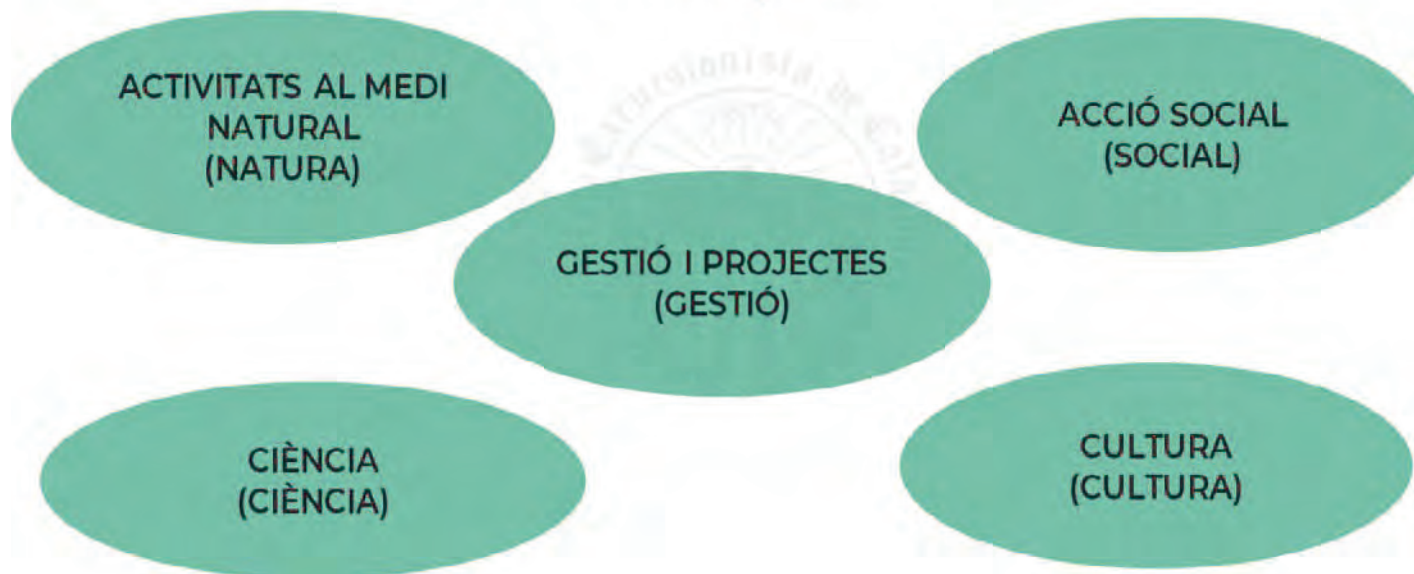 ACTIVITATS AL MEDI
NATURAL
(NATURA)
ACCIÓ SOCIAL
(SOCIAL)
GESTIÓ I PROJECTES
(GESTIÓ)
CIÈNCIA
(CIÈNCIA)
CULTURA
(CULTURA)